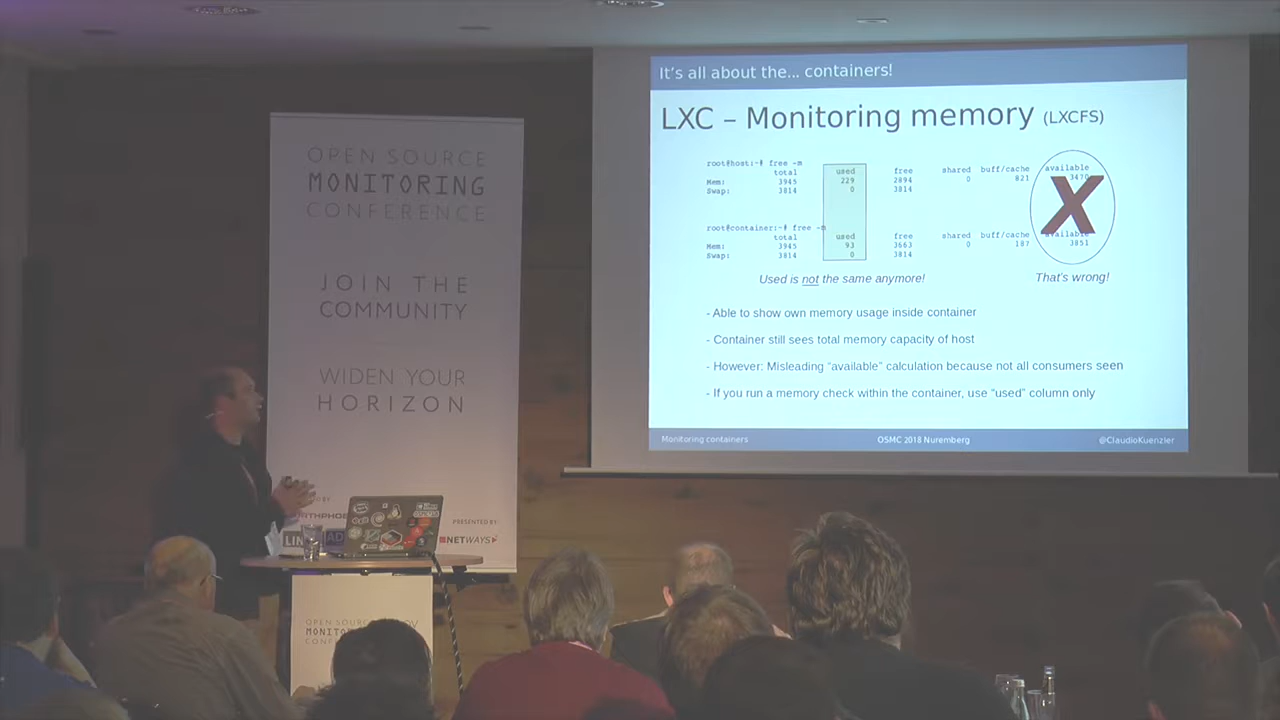 OPEN SOURCE
MONITORING
CONFERENCE
JOIN THE
COMMUNITY
WIDEN YOUR
HORIZON
PRESENTED BY
NETWAYS
OPEN SOURCE
It's all about the... containers!
LXC – Monitoring memory (LXCFS)
root@host:~# free -m
total used free shared buff/cache available
Mem: 3945 229 2894 0 821 3470
Swap: 3814 0 3814
root@container:~# free -m
total used free shared buff/cache available
Mem: 3945 93 3663 0 187 3851
Swap: 3814 0 3814
X
Used is not the same anymore!
That's wrong!
- Able to show own memory usage inside container
- Container still sees total memory capacity of host
- However: Misleading “available” calculation because not all consumers seen
- If you run a memory check within the container, use “used” column only
Monitoring containers
OSMC 2018 Nuremberg
@ClaudioKuenzler